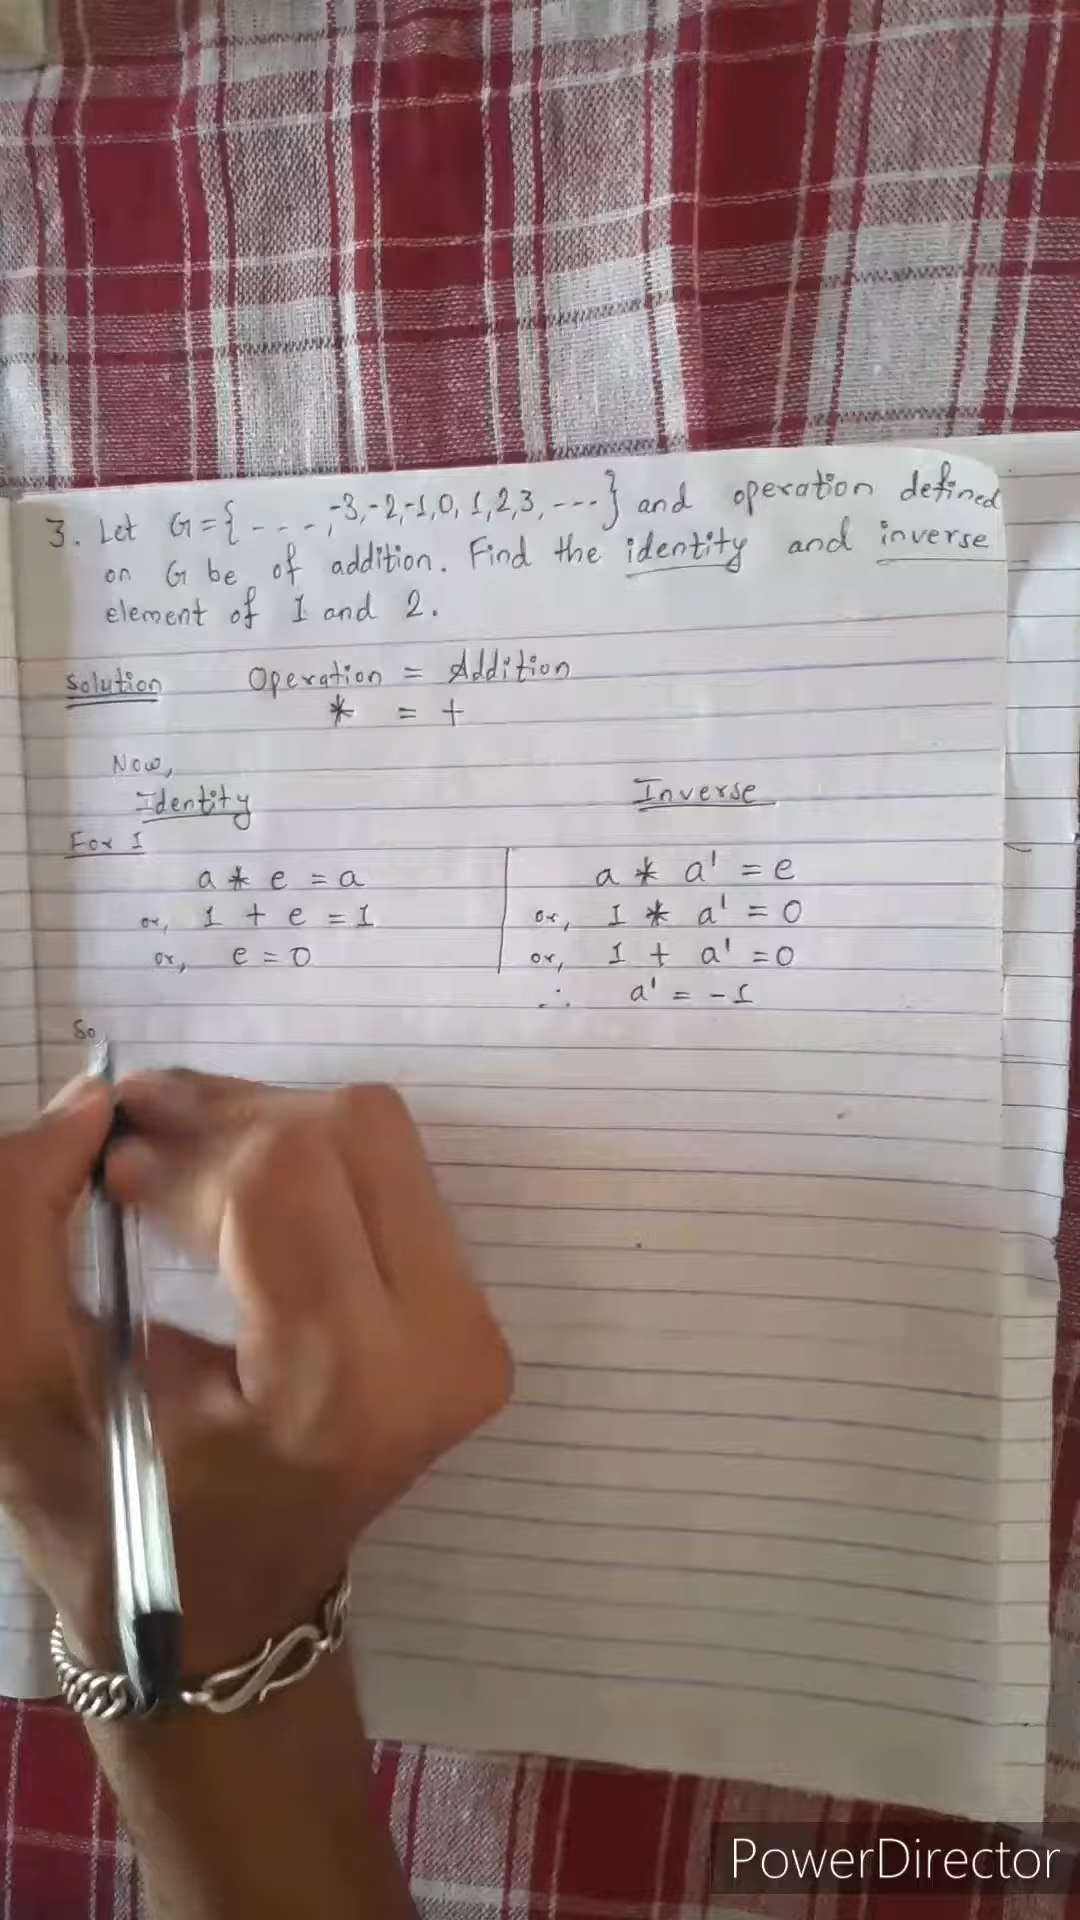 3. Let G={ - - - ,-3,-2,-1,0,1,2,3, --- } and operation defined
on G be of addition. Find the identity and inverse
element of 1 and 2.
Solution Operation = Addition
* = +
Now,
Identity Inverse
For 1
a * e = a a * a' = e
or, 1 + e = 1 or, 1 * a' = 0
or, e = 0 or, 1 + a' = 0
∴ a' = -1
So,
PowerDirector